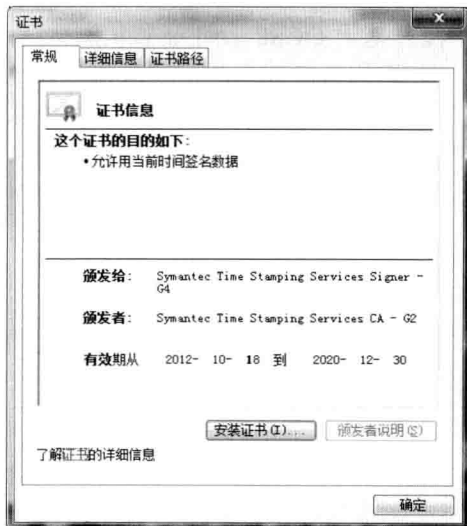 证书
常规 详细信息 证书路径
证书信息
这个证书的目的如下:
•允许用当前时间签名数据
颁发给: Symantec Time Stamping Services Signer -
G4
颁发者: Symantec Time Stamping Services CA - G2
有效期从 2012- 10- 18 到 2020- 12- 30
安装证书(I)... 颁发者说明(S)
了解证书的详细信息
确定